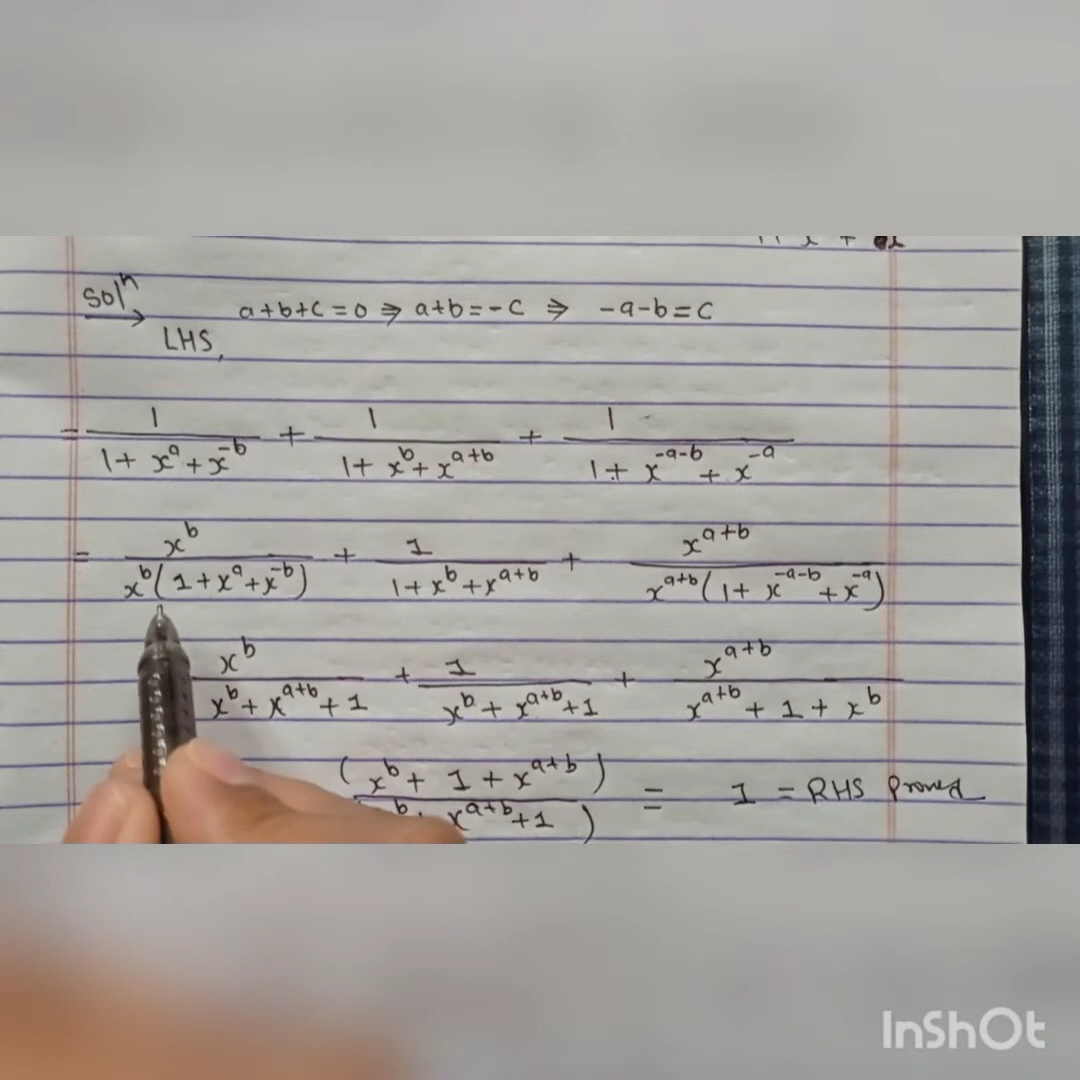 Solⁿ a+b+c=0 ⇒ a+b=-c ⇒ -a-b=c
LHS,
= 1/(1+x^a+x^-b) + 1/(1+x^b+x^(a+b)) + 1/(1+x^(-a-b)+x^-a)
= x^b/(x^b(1+x^a+x^-b)) + 1/(1+x^b+x^(a+b)) + x^(a+b)/(x^(a+b)(1+x^(-a-b)+x^-a))
x^b/(x^b+x^(a+b)+1) + 1/(x^b+x^(a+b)+1) + x^(a+b)/(x^(a+b)+1+x^b)
(x^b+1+x^(a+b))/( ^b+x^(a+b)+1) = 1 = RHS Proved
InShOt